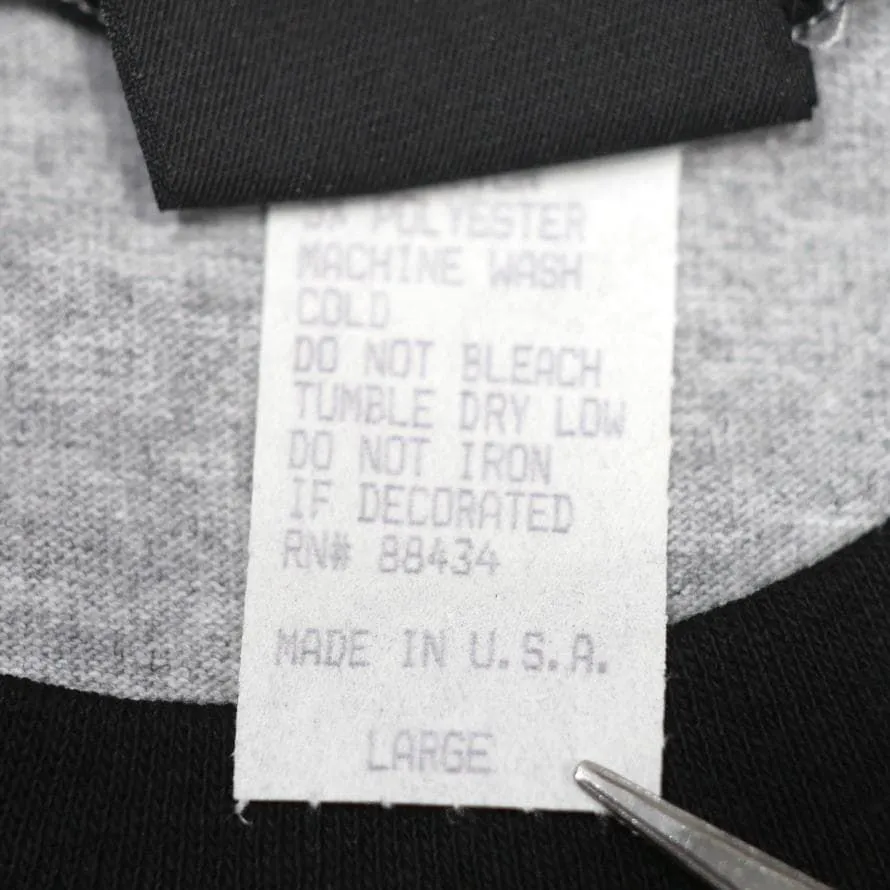 POLYESTER
MACHINE WASH
COLD
DO NOT BLEACH
TUMBLE DRY LOW
DO NOT IRON
IF DECORATED
RN# 88434
MADE IN U.S.A.
LARGE